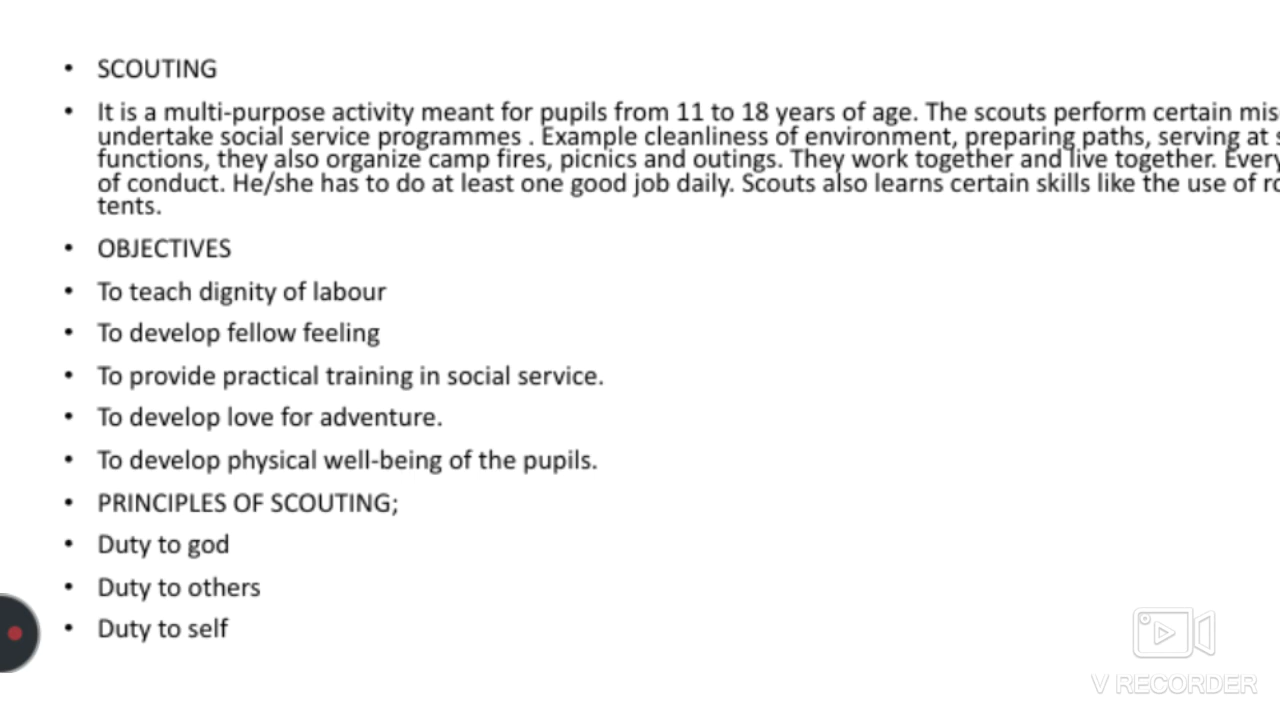 • SCOUTING
• It is a multi-purpose activity meant for pupils from 11 to 18 years of age. The scouts perform certain
undertake social service programmes . Example cleanliness of environment, preparing paths, serving at
functions, they also organize camp fires, picnics and outings. They work together and live together.
of conduct. He/she has to do at least one good job daily. Scouts also learns certain skills like the use of
tents.
• OBJECTIVES
• To teach dignity of labour
• To develop fellow feeling
• To provide practical training in social service.
• To develop love for adventure.
• To develop physical well-being of the pupils.
• PRINCIPLES OF SCOUTING;
• Duty to god
• Duty to others
• Duty to self
V RECORDER